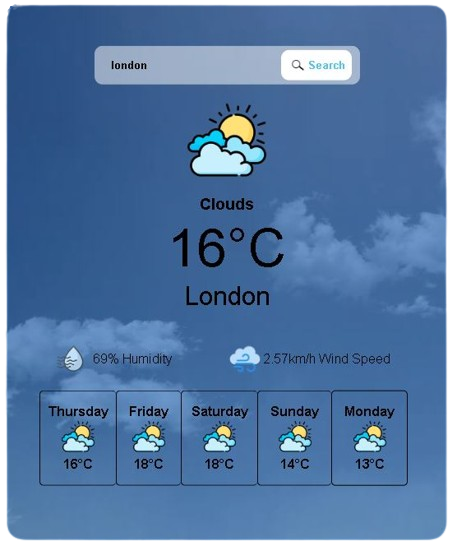 london
Search
Clouds
16°C
London
69% Humidity 2.57km/h Wind Speed
Thursday Friday Saturday Sunday Monday
16°C 18°C 18°C 14°C 13°C